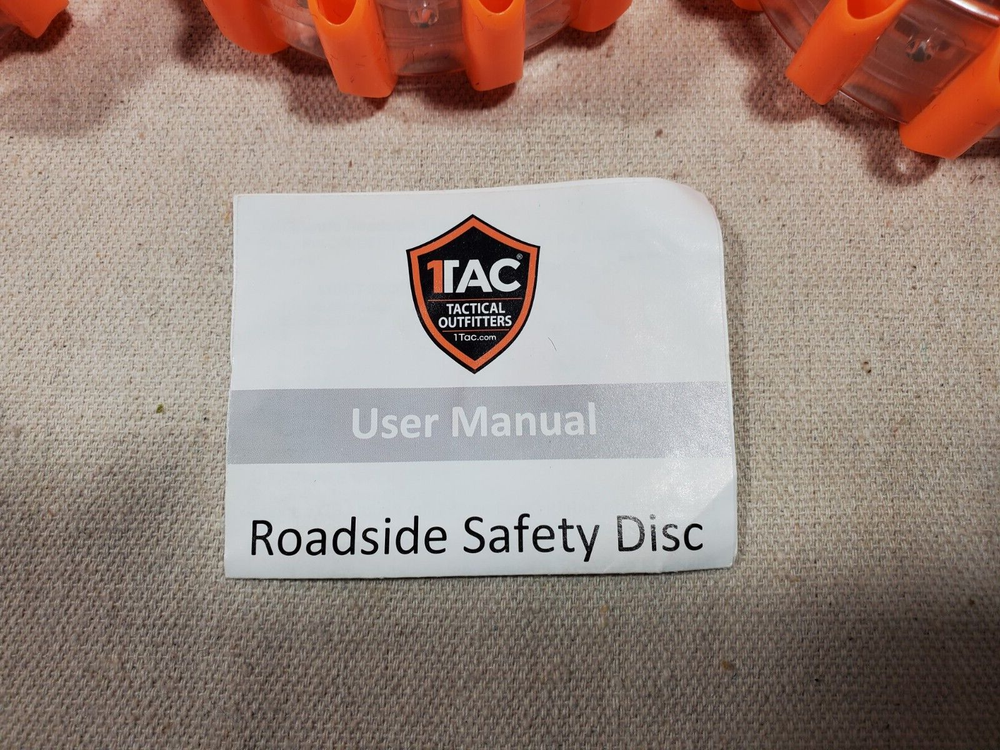 1TAC®
TACTICAL
OUTFITTERS
1Tac.com
User Manual
Roadside Safety Disc